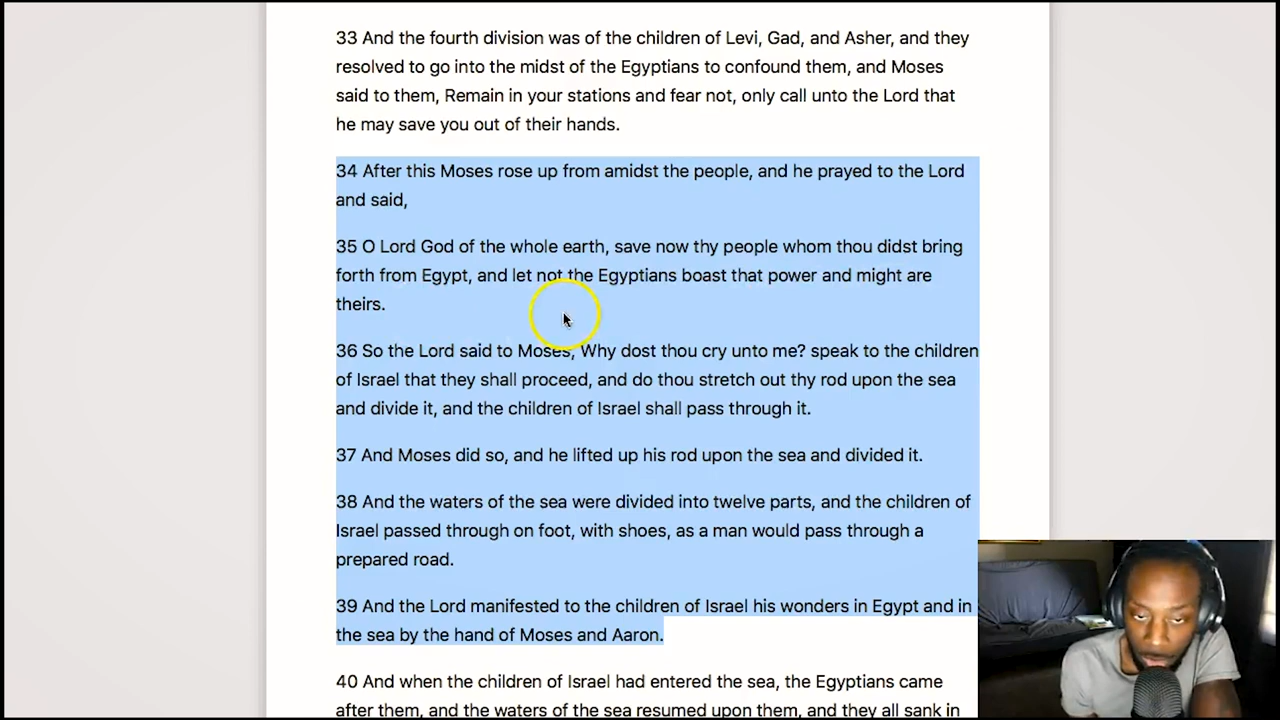 33 And the fourth division was of the children of Levi, Gad, and Asher, and they
resolved to go into the midst of the Egyptians to confound them, and Moses
said to them, Remain in your stations and fear not, only call unto the Lord that
he may save you out of their hands.
34 After this Moses rose up from amidst the people, and he prayed to the Lord
and said,
35 O Lord God of the whole earth, save now thy people whom thou didst bring
forth from Egypt, and let not the Egyptians boast that power and might are
theirs.
36 So the Lord said to Moses, Why dost thou cry unto me? speak to the children
of Israel that they shall proceed, and do thou stretch out thy rod upon the sea
and divide it, and the children of Israel shall pass through it.
37 And Moses did so, and he lifted up his rod upon the sea and divided it.
38 And the waters of the sea were divided into twelve parts, and the children of
Israel passed through on foot, with shoes, as a man would pass through a
prepared road.
39 And the Lord manifested to the children of Israel his wonders in Egypt and in
the sea by the hand of Moses and Aaron.
40 And when the children of Israel had entered the sea, the Egyptians came
after them, and the waters of the sea resumed upon them, and they all sank in